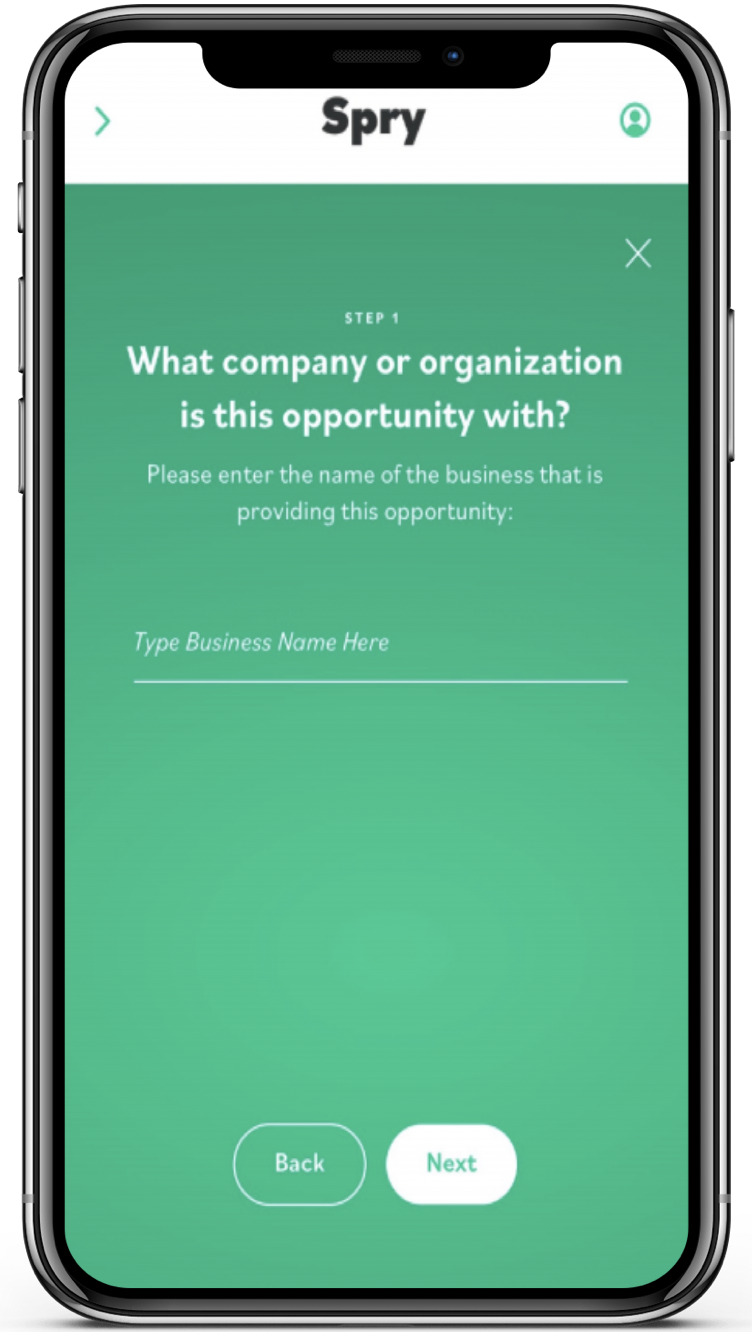 Spry
STEP 1
What company or organization
is this opportunity with?
Please enter the name of the business that is
providing this opportunity:
Type Business Name Here
Back
Next